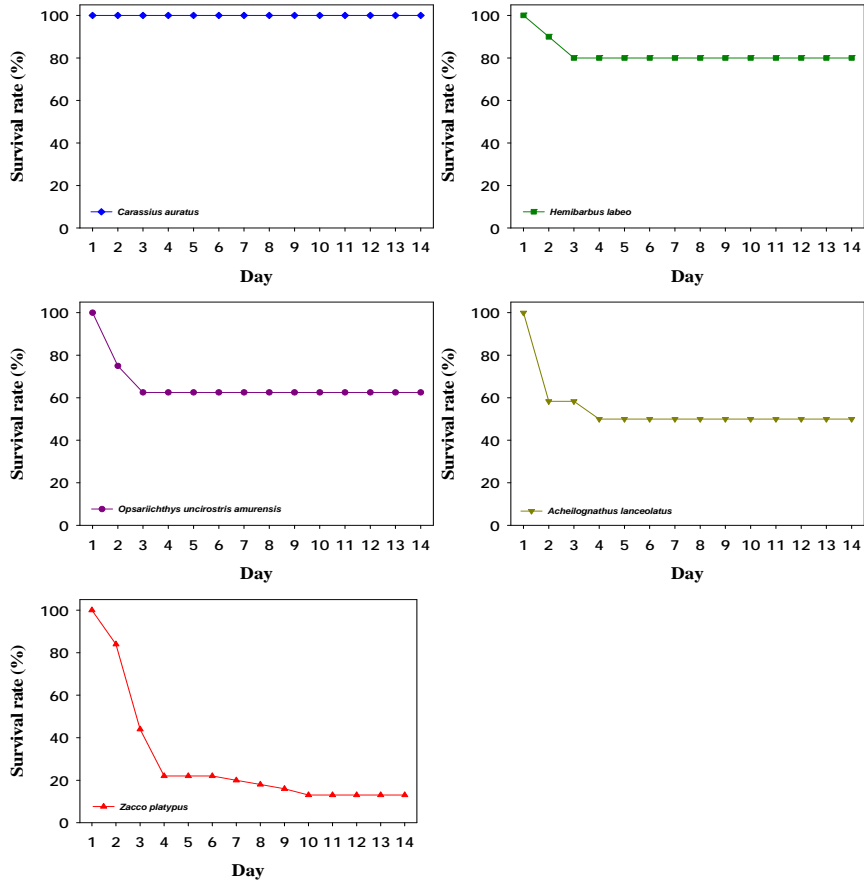 Survival rate (%)
100
80
60
40
20
0
Carassius auratus
1 2 3 4 5 6 7 8 9 10 11 12 13 14
Day
Survival rate (%)
100
80
60
40
20
0
Hemibarbus labeo
1 2 3 4 5 6 7 8 9 10 11 12 13 14
Day
Survival rate (%)
100
80
60
40
20
0
Opsariichthys uncirostris amurensis
1 2 3 4 5 6 7 8 9 10 11 12 13 14
Day
Survival rate (%)
100
80
60
40
20
0
Acheilognathus lanceolatus
1 2 3 4 5 6 7 8 9 10 11 12 13 14
Day
Survival rate (%)
100
80
60
40
20
0
Zacco platypus
1 2 3 4 5 6 7 8 9 10 11 12 13 14
Day